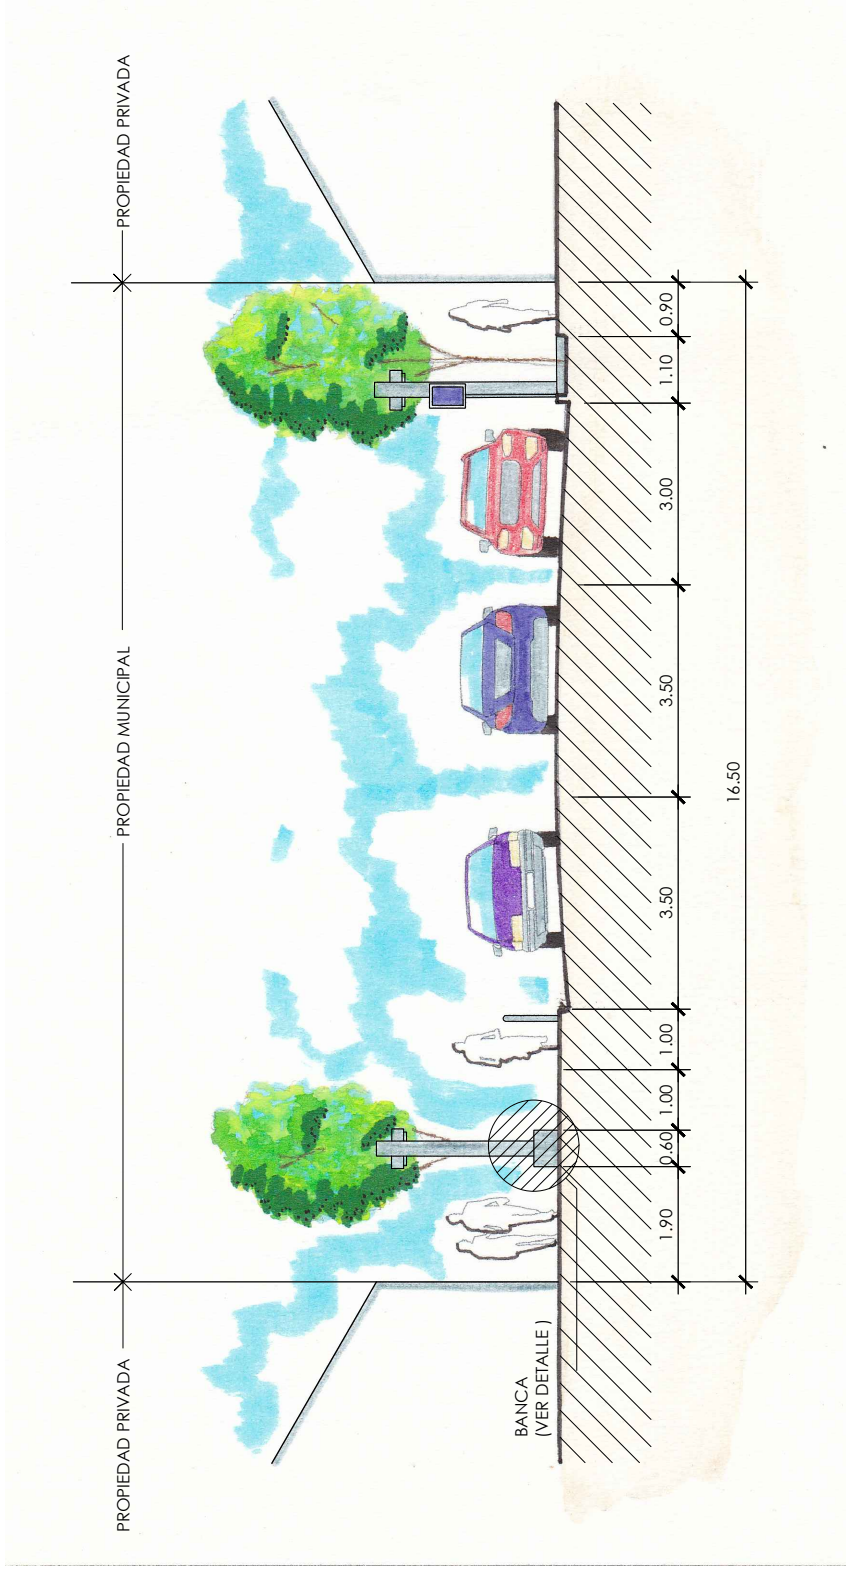 PROPIEDAD PRIVADA
PROPIEDAD MUNICIPAL
PROPIEDAD PRIVADA
BANCA
(VER DETALLE )
1.90
0.60
1.00
1.00
3.50
3.50
3.00
1.10
0.90
16.50